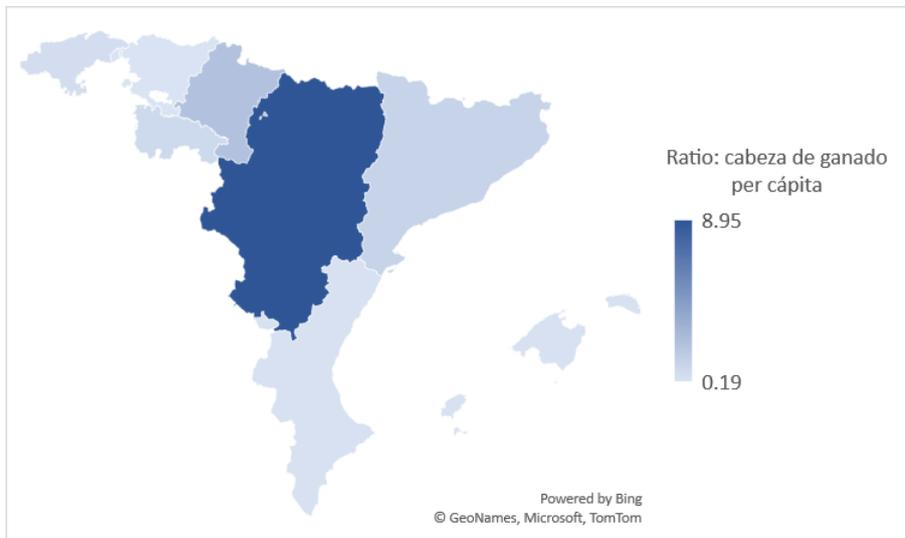 Ratio: cabeza de ganado
per cápita
8.95
0.19
Powered by Bing
© GeoNames, Microsoft, TomTom